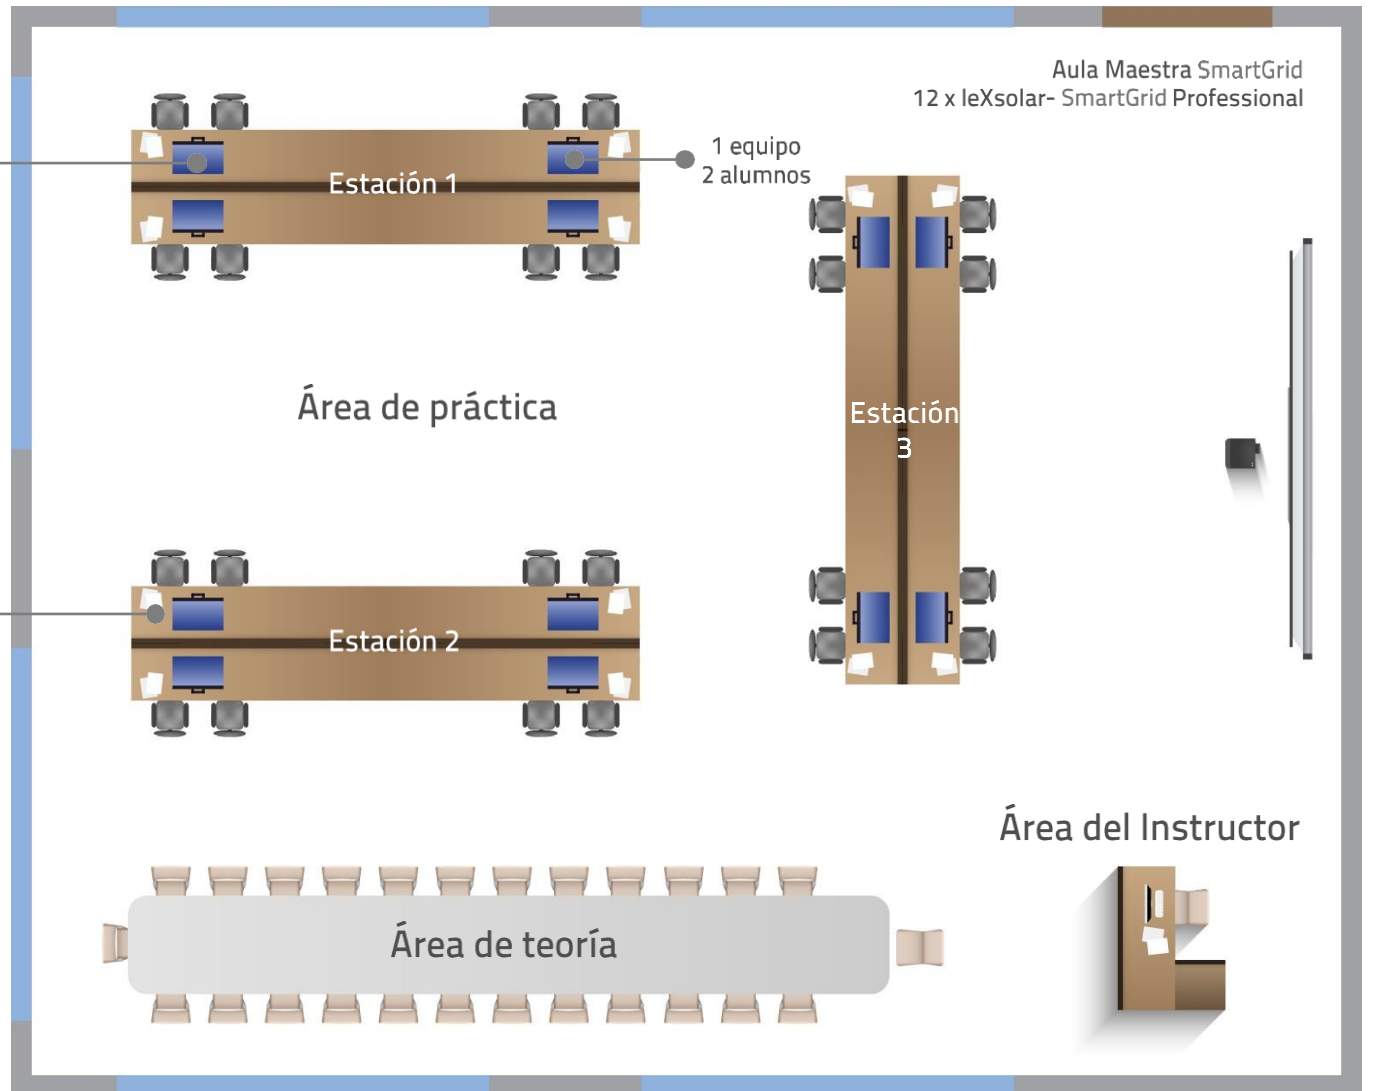 Aula Maestra SmartGrid
12 x leXsolar- SmartGrid Professional
1 equipo
2 alumnos
Estación 1
Estación
3
Área de práctica
Estación 2
Área del Instructor
Área de teoría